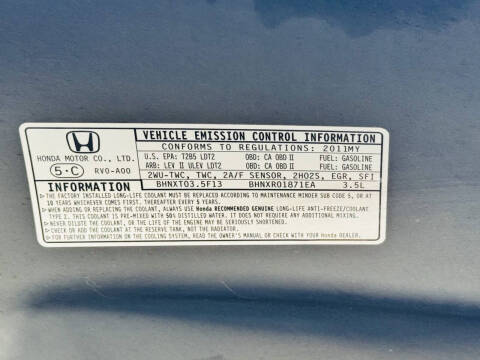 VEHICLE EMISSION CONTROL INFORMATION
CONFORMS TO REGULATIONS: 2011MY
HONDA MOTOR CO., LTD.
U.S. EPA: T2B5 LDT2 OBD: CA OBD II FUEL: GASOLINE
5·C RVO-A00
ARB: LEV II ULEV LDT2 OBD: CA OBD II FUEL: GASOLINE
2WU-TWC, TWC, 2A/F SENSOR, 2HO2S, EGR, SFI
INFORMATION BHNXT03.5F13 BHNXR0187IEA 3.5L
▶THE FACTORY INSTALLED LONG-LIFE COOLANT MUST BE REPLACED ACCORDING TO MAINTENANCE MINDER SUB CODE 5, OR AT
10 YEARS WHICHEVER COMES FIRST. THEREAFTER EVERY 5 YEARS.
▶WHEN ADDING OR REPLACING THE COOLANT, ALWAYS USE Honda RECOMMENDED GENUINE LONG-LIFE ANTI-FREEZE/COOLANT
TYPE 2. THIS COOLANT IS PRE-MIXED WITH 50% DISTILLED WATER. IT DOES NOT REQUIRE ANY ADDITIONAL MIXING.
▶NEVER DILUTE THE COOLANT, OR THE LIFE OF THE ENGINE MAY BE SERIOUSLY SHORTENED.
▶ALWAYS ADD COOLANT AT THE RESERVE TANK, NOT THE RADIATOR.
▶FOR FURTHER INFORMATION ON THE COOLING SYSTEM, READ THE OWNER'S MANUAL OR CHECK WITH YOUR Honda DEALER.